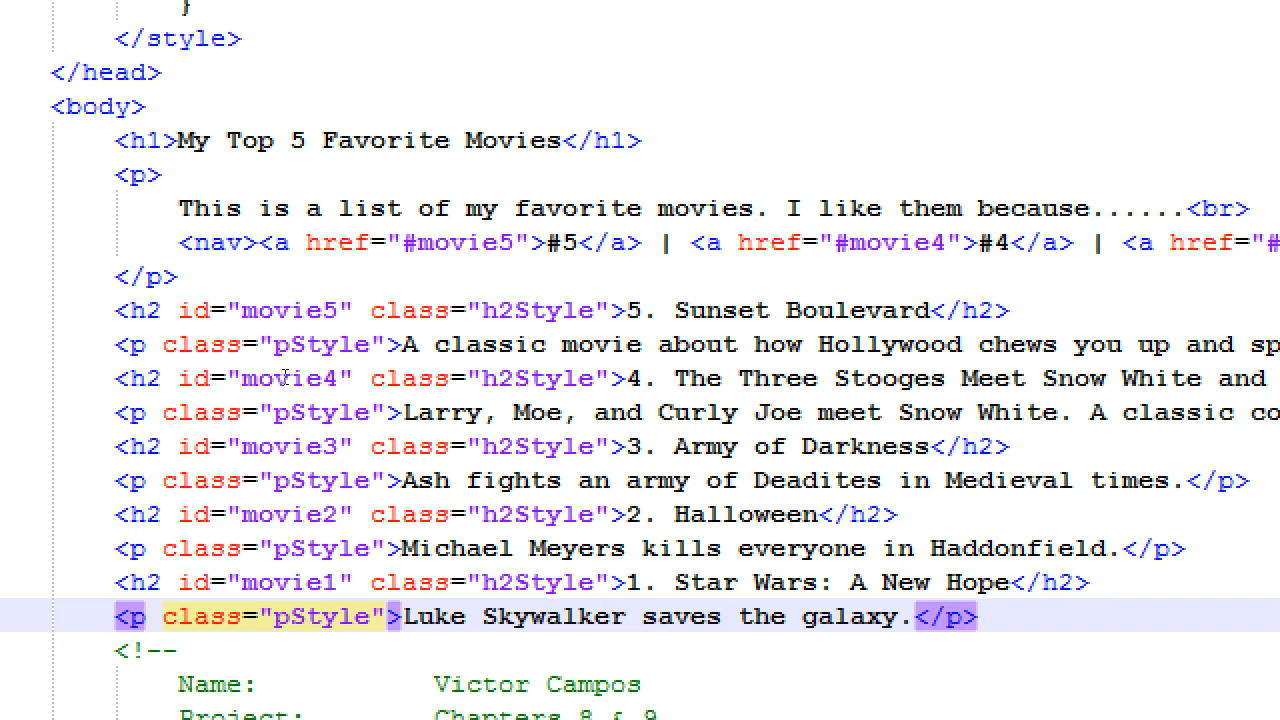 }
</style>
</head>
<body>
<h1>My Top 5 Favorite Movies</h1>
<p>
This is a list of my favorite movies. I like them because......<br>
<nav><a href="#movie5">#5</a> | <a href="#movie4">#4</a> | <a href="#
</p>
<h2 id="movie5" class="h2Style">5. Sunset Boulevard</h2>
<p class="pStyle">A classic movie about how Hollywood chews you up and sp
<h2 id="movie4" class="h2Style">4. The Three Stooges Meet Snow White and
<p class="pStyle">Larry, Moe, and Curly Joe meet Snow White. A classic co
<h2 id="movie3" class="h2Style">3. Army of Darkness</h2>
<p class="pStyle">Ash fights an army of Deadites in Medieval times.</p>
<h2 id="movie2" class="h2Style">2. Halloween</h2>
<p class="pStyle">Michael Meyers kills everyone in Haddonfield.</p>
<h2 id="movie1" class="h2Style">1. Star Wars: A New Hope</h2>
<p class="pStyle">Luke Skywalker saves the galaxy.</p>
<!--
Name: Victor Campos
Project: Chapters 8 & 9